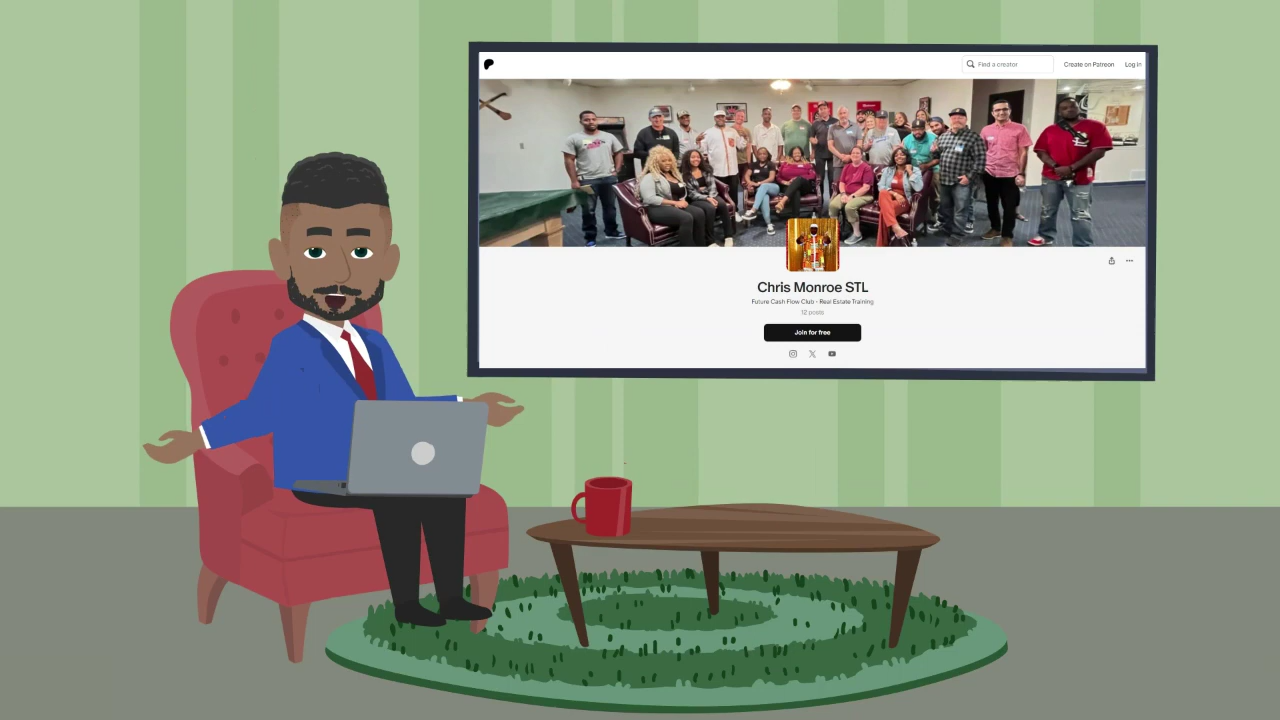 Find a creator
Create on Patreon
Log in
Chris Monroe STL
Future Cash Flow Club - Real Estate Training
12 posts
Join for free